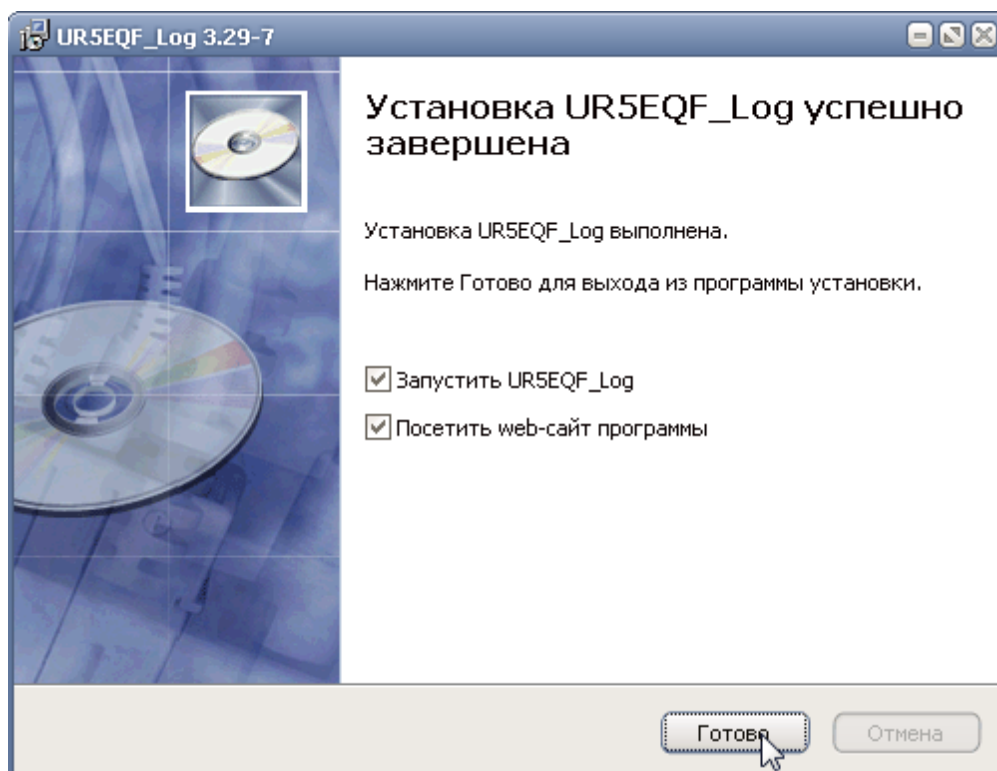 UR5EQF_Log 3.29-7
Установка UR5EQF_Log успешно
завершена
Установка UR5EQF_Log выполнена.
Нажмите Готово для выхода из программы установки.
Запустить UR5EQF_Log
Посетить web-сайт программы
Готово
Отмена